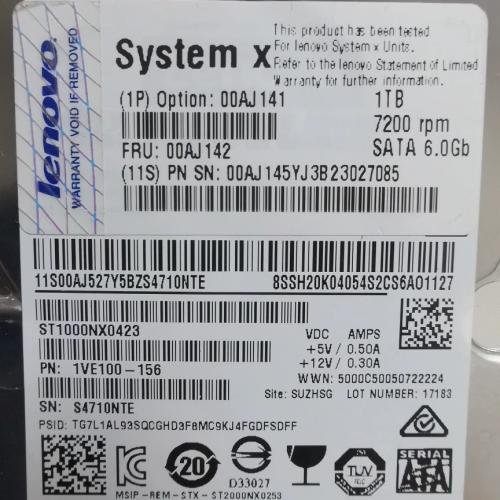 lenovo
WARRANTY VOID IF REMOVED
System x
This product has been tested
For lenovo System x Units.
Refer to the lenovo Statement of Limited
Warranty for further information.
(1P) Option: 00AJ141
1TB
7200 rpm
FRU: 00AJ142
SATA 6.0Gb
(11S) PN SN: 00AJ145YJ3B23027085
11S00AJ527Y5BZS4710NTE
8SSH20K04054S2CS6A01127
ST1000NX0423
VDC AMPS
+5V / 0.50A
+12V / 0.30A
PN: 1VE100-156
WWN: 5000C50050722224
Site: SUZHSG LOT NUMBER: 17183
SN: S4710NTE
PSID: TG7L1AL93SQCGHD3F8MC9KJ4FGDFSDFF
20
D33027
TUV
SERIAL
ATA
MSIP-REM-STX-ST2000NX0253